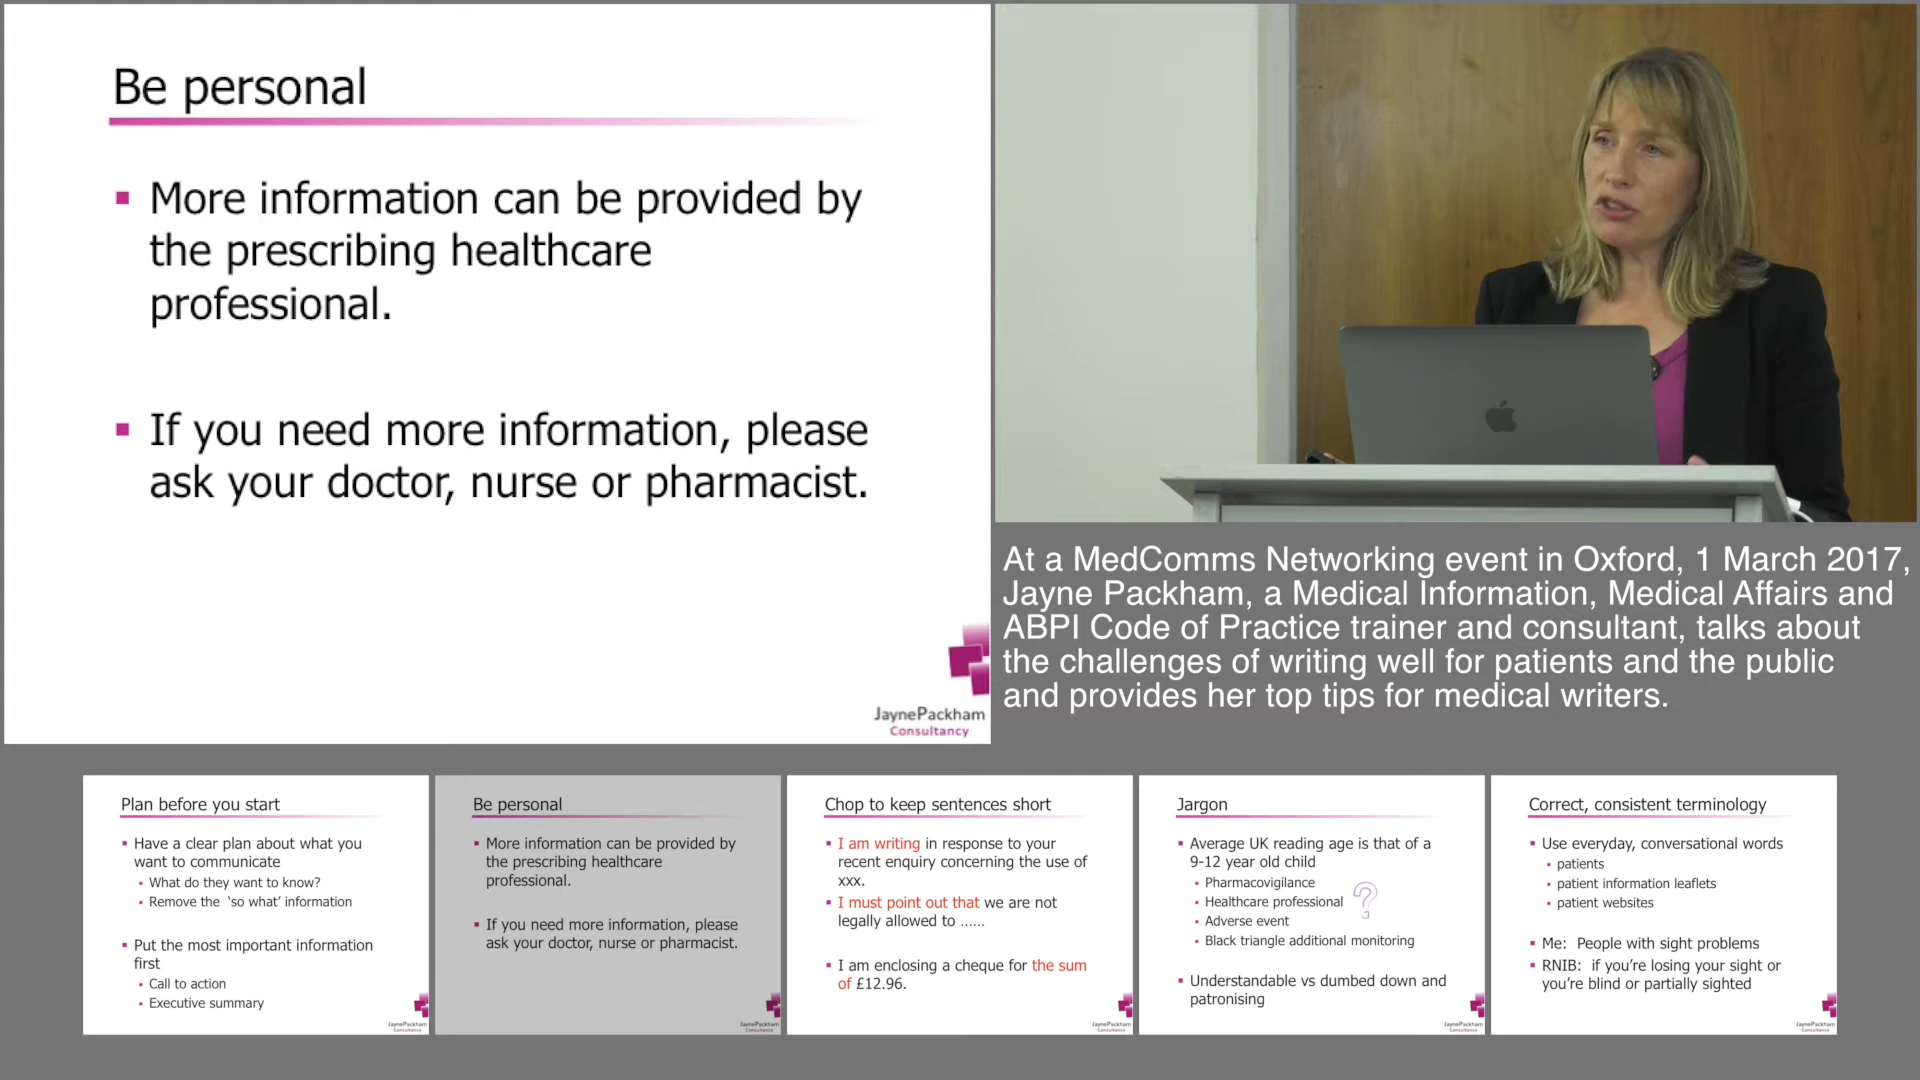 Be personal
More information can be provided by
the prescribing healthcare
professional.
If you need more information, please
ask your doctor, nurse or pharmacist.
JaynePackham
Consultancy
At a MedComms Networking event in Oxford, 1 March 2017,
Jayne Packham, a Medical Information, Medical Affairs and
ABPI Code of Practice trainer and consultant, talks about
the challenges of writing well for patients and the public
and provides her top tips for medical writers.
Plan before you start
Have a clear plan about what you
want to communicate
What do they want to know?
Remove the 'so what' information
Put the most important information
first
Call to action
Executive summary
JaynePackham
Consultancy
Be personal
More information can be provided by
the prescribing healthcare
professional.
If you need more information, please
ask your doctor, nurse or pharmacist.
JaynePackham
Consultancy
Chop to keep sentences short
I am writing in response to your
recent enquiry concerning the use of
xxx.
I must point out that we are not
legally allowed to ......
I am enclosing a cheque for the sum
of £12.96.
JaynePackham
Consultancy
Jargon
Average UK reading age is that of a
9-12 year old child
Pharmacovigilance
Healthcare professional
Adverse event
Black triangle additional monitoring
?
Understandable vs dumbed down and
patronising
JaynePackham
Consultancy
Correct, consistent terminology
Use everyday, conversational words
patients
patient information leaflets
patient websites
Me: People with sight problems
RNIB: if you're losing your sight or
you're blind or partially sighted
JaynePackham
Consultancy